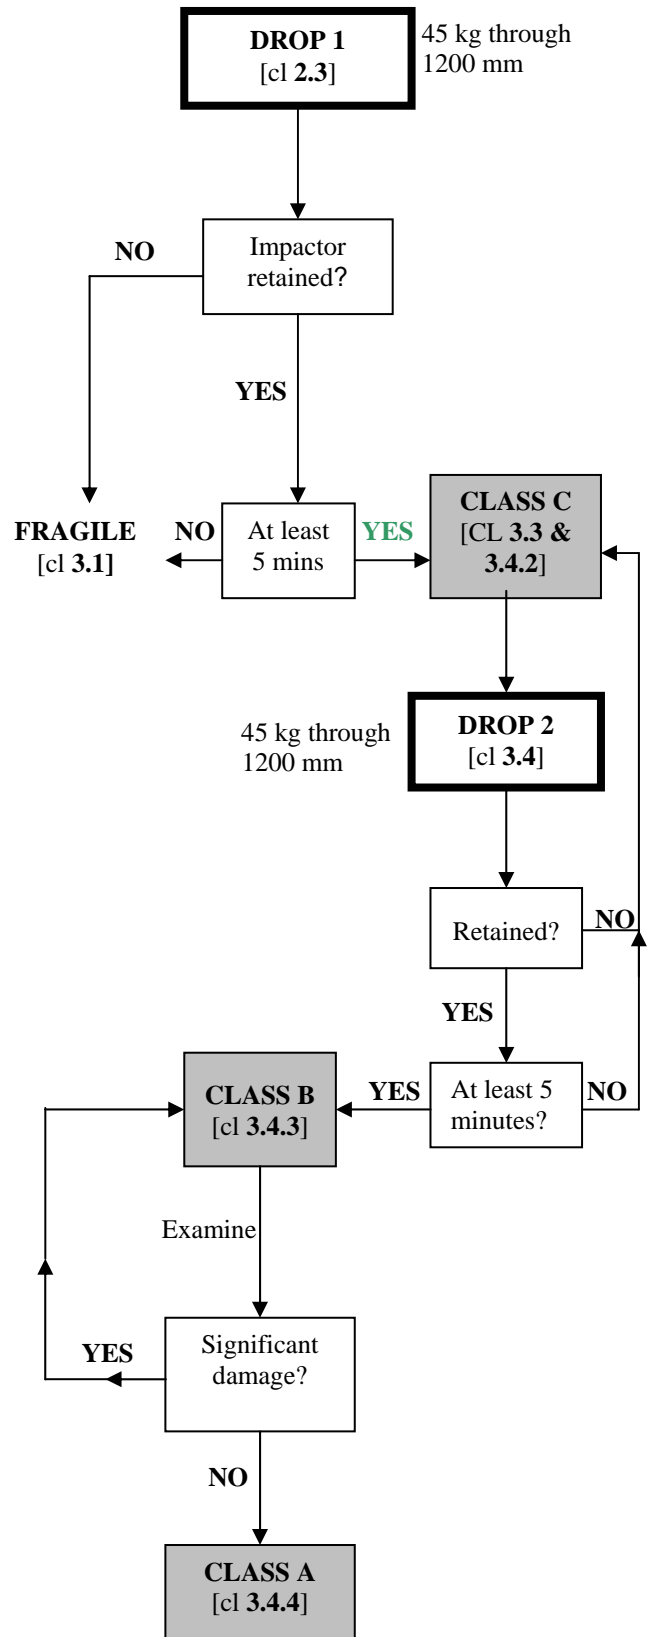 DROP 1
[cl 2.3]
45 kg through
1200 mm
Impactor
retained?
NO
YES
FRAGILE
[cl 3.1]
NO
At least
5 mins
YES
CLASS C
[CL 3.3 &
3.4.2]
45 kg through
1200 mm
DROP 2
[cl 3.4]
Retained?
NO
YES
CLASS B
[cl 3.4.3]
YES
At least 5
minutes?
NO
Examine
Significant
damage?
YES
NO
CLASS A
[cl 3.4.4]